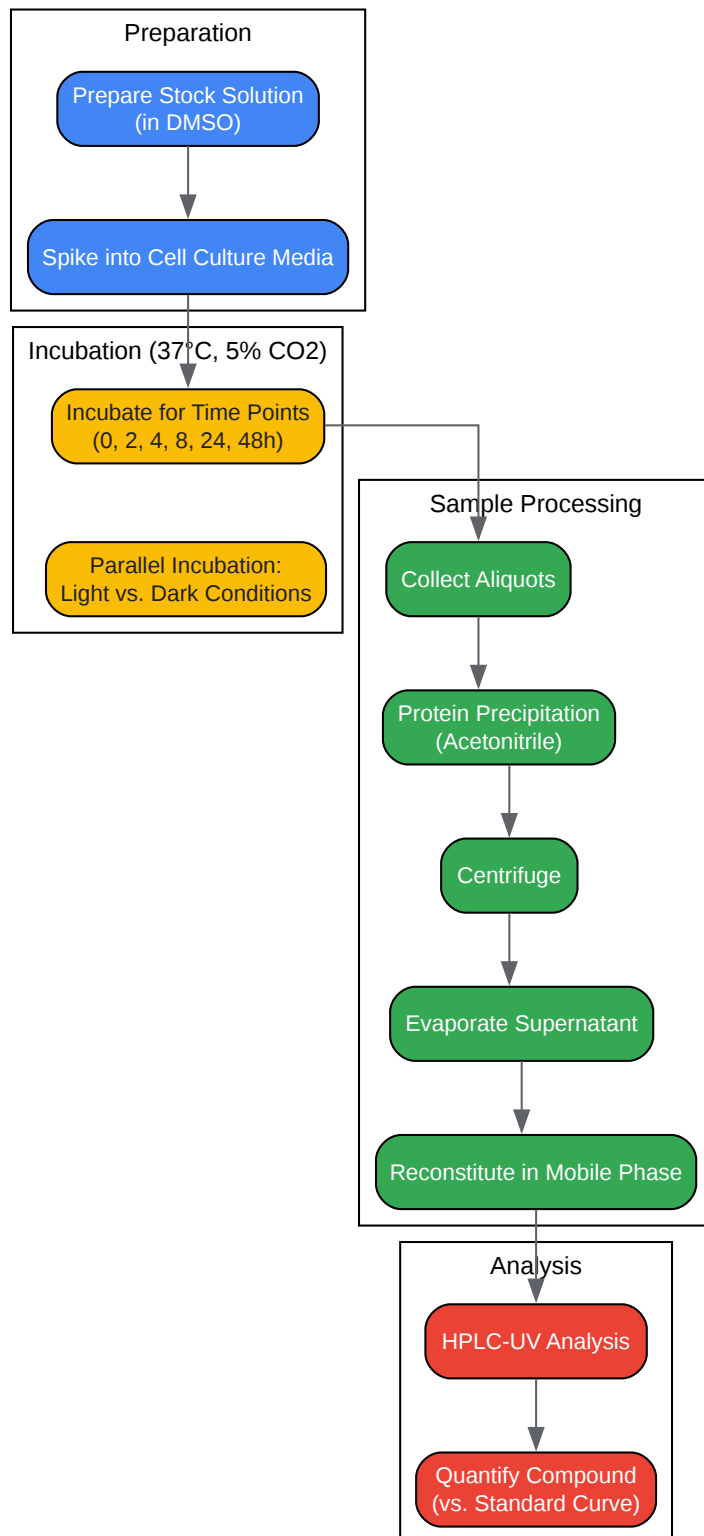 Preparation
Prepare Stock Solution
(in DMSO)
Spike into Cell Culture Media
Incubation (37°C, 5% CO2)
Incubate for Time Points
(0, 2, 4, 8, 24, 48h)
Parallel Incubation:
Light vs. Dark Conditions
Sample Processing
Collect Aliquots
Protein Precipitation
(Acetonitrile)
Centrifuge
Evaporate Supernatant
Reconstitute in Mobile Phase
Analysis
HPLC-UV Analysis
Quantify Compound
(vs. Standard Curve)